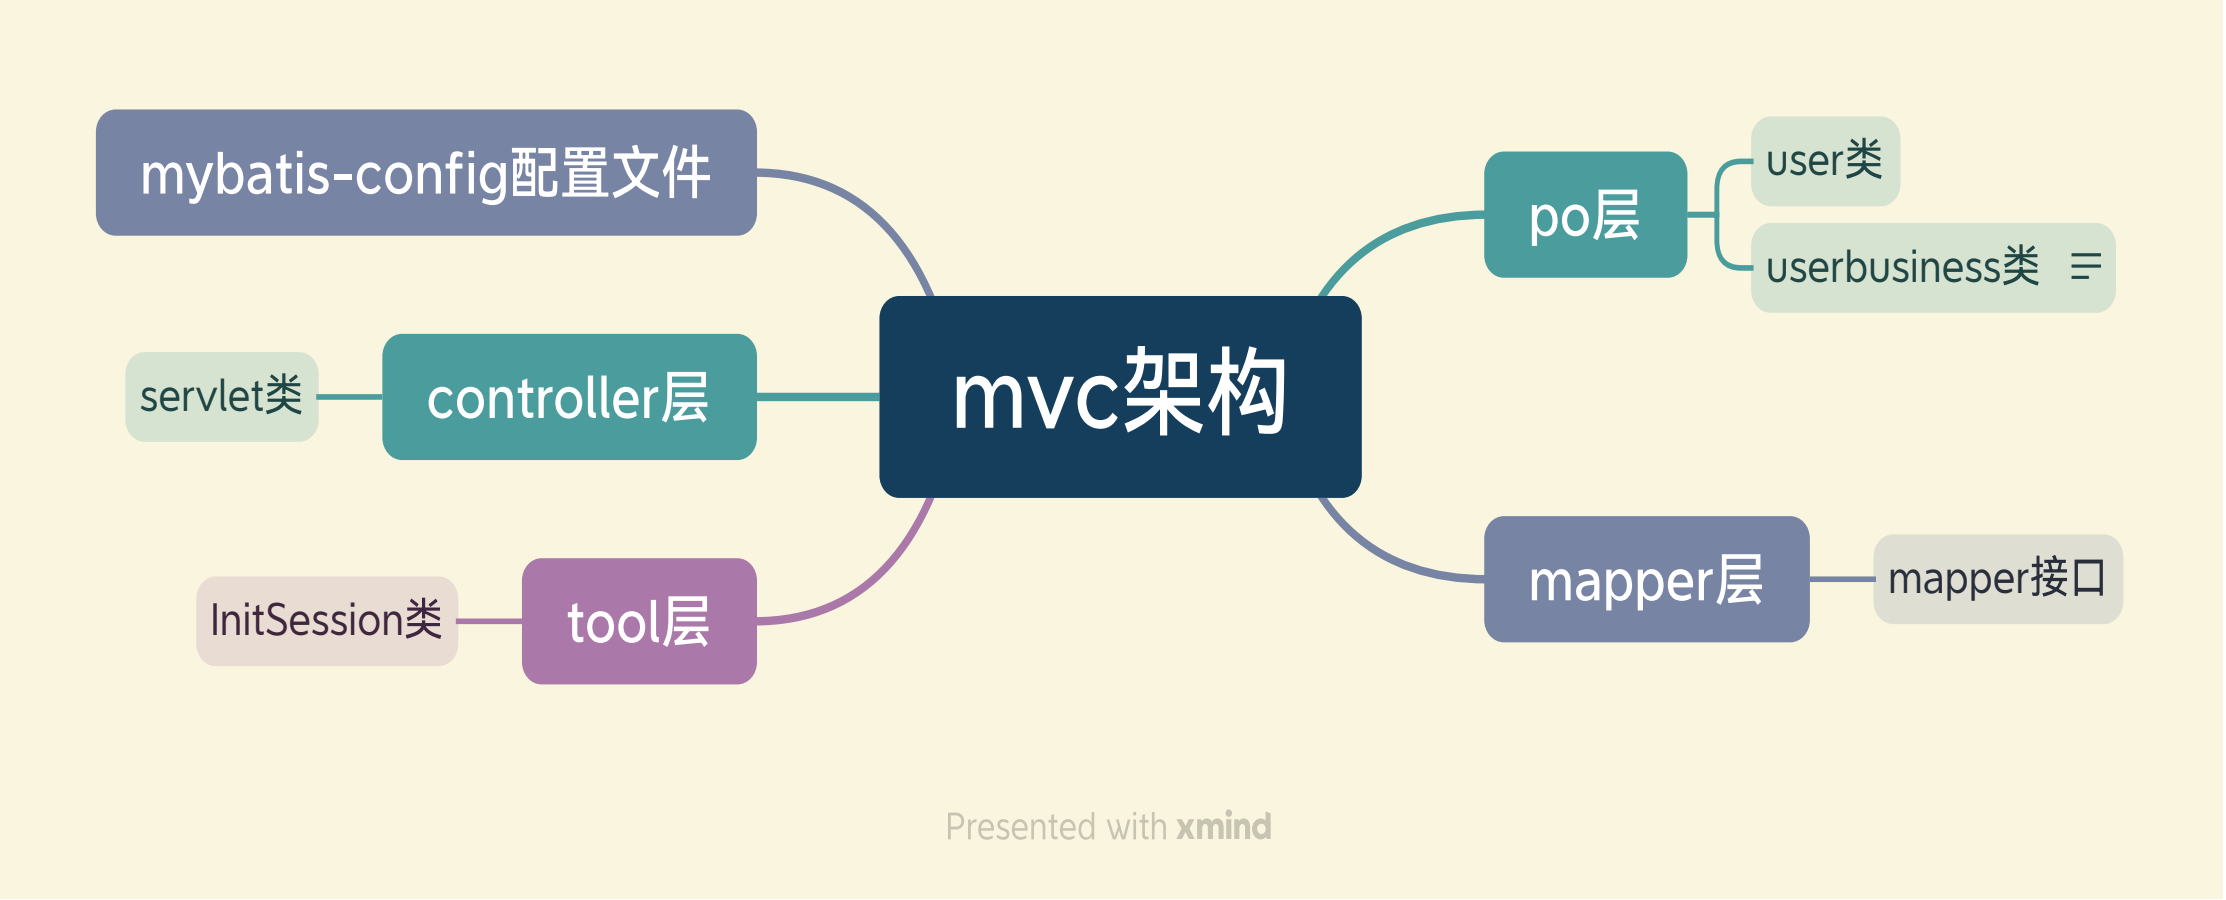 mvc架构
po层
user类
userbusiness类
mapper层
mapper接口
mybatis-config配置文件
controller层
servlet类
tool层
InitSession类
Presented with xmind